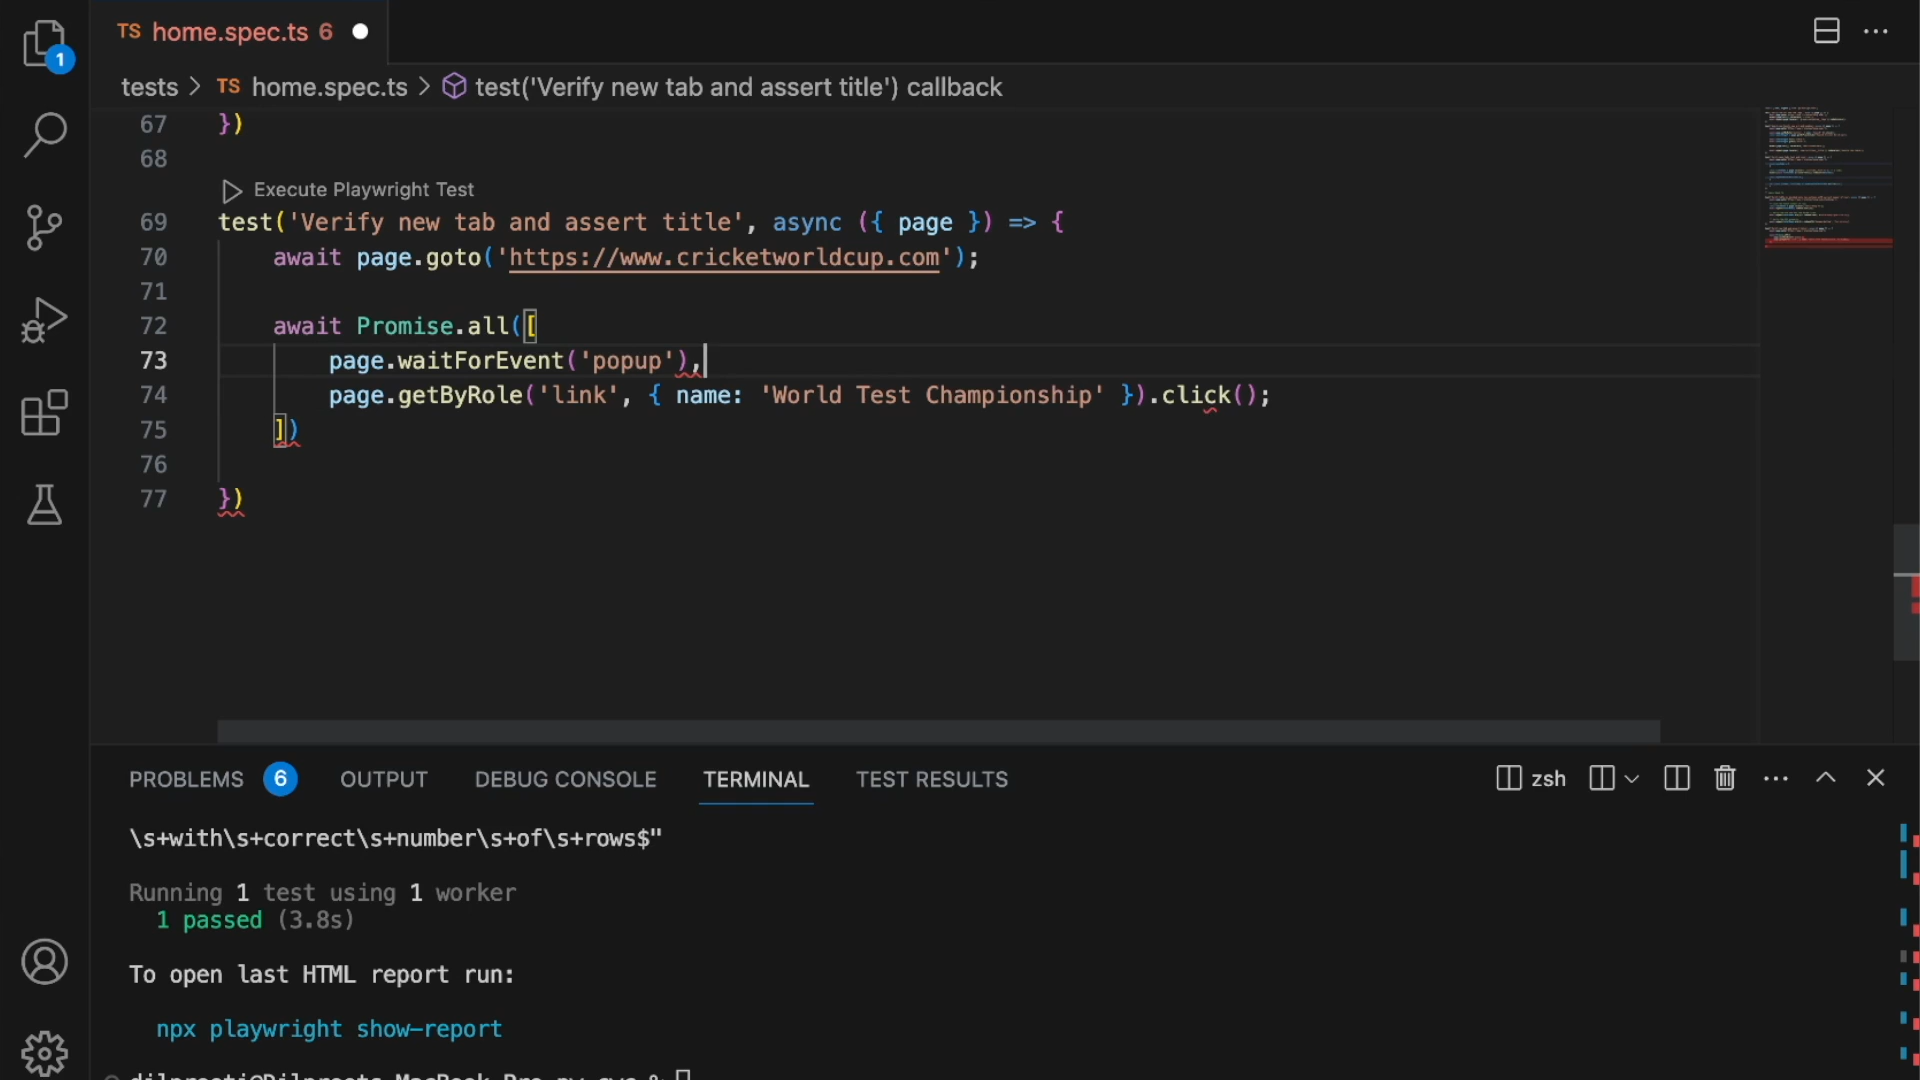 1
TS home.spec.ts 6
tests > TS home.spec.ts > test('Verify new tab and assert title') callback
67 })
68
Execute Playwright Test
69 test('Verify new tab and assert title', async ({ page }) => {
70 await page.goto('https://www.cricketworldcup.com');
71
72 await Promise.all([
73 page.waitForEvent('popup'),
74 page.getByRole('link', { name: 'World Test Championship' }).click();
75 ])
76
77 })
PROBLEMS 6 OUTPUT DEBUG CONSOLE TERMINAL TEST RESULTS zsh
\s+with\s+correct\s+number\s+of\s+rows$"
Running 1 test using 1 worker
1 passed (3.8s)
To open last HTML report run:
npx playwright show-report